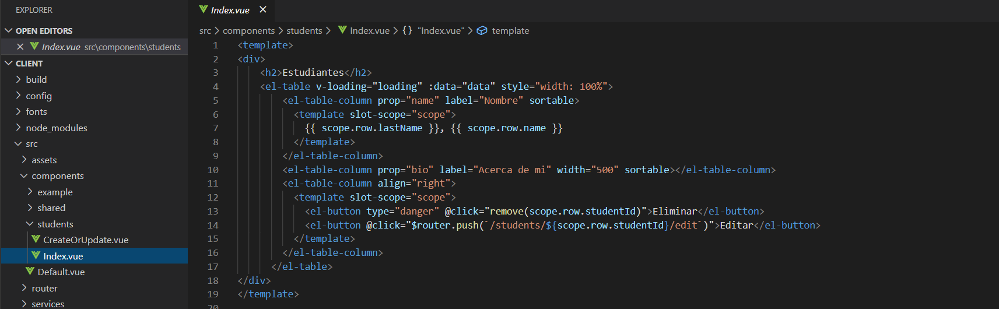 EXPLORER
OPEN EDITORS
Index.vue src\components\students
CLIENT
build
config
fonts
node_modules
src
assets
components
example
shared
students
CreateOrUpdate.vue
Index.vue
Default.vue
router
services
Index.vue
src > components > students > Index.vue > {} "Index.vue" > template
1 <template>
2 <div>
3 <h2>Estudiantes</h2>
4 <el-table v-loading="loading" :data="data" style="width: 100%">
5 <el-table-column prop="name" label="Nombre" sortable>
6 <template slot-scope="scope">
7 {{ scope.row.lastName }}, {{ scope.row.name }}
8 </template>
9 </el-table-column>
10 <el-table-column prop="bio" label="Acerca de mi" width="500" sortable></el-table-column>
11 <el-table-column align="right">
12 <template slot-scope="scope">
13 <el-button type="danger" @click="remove(scope.row.studentId)">Eliminar</el-button>
14 <el-button @click="$router.push(`/students/${scope.row.studentId}/edit`)">Editar</el-button>
15 </template>
16 </el-table-column>
17 </el-table>
18 </div>
19 </template>
20